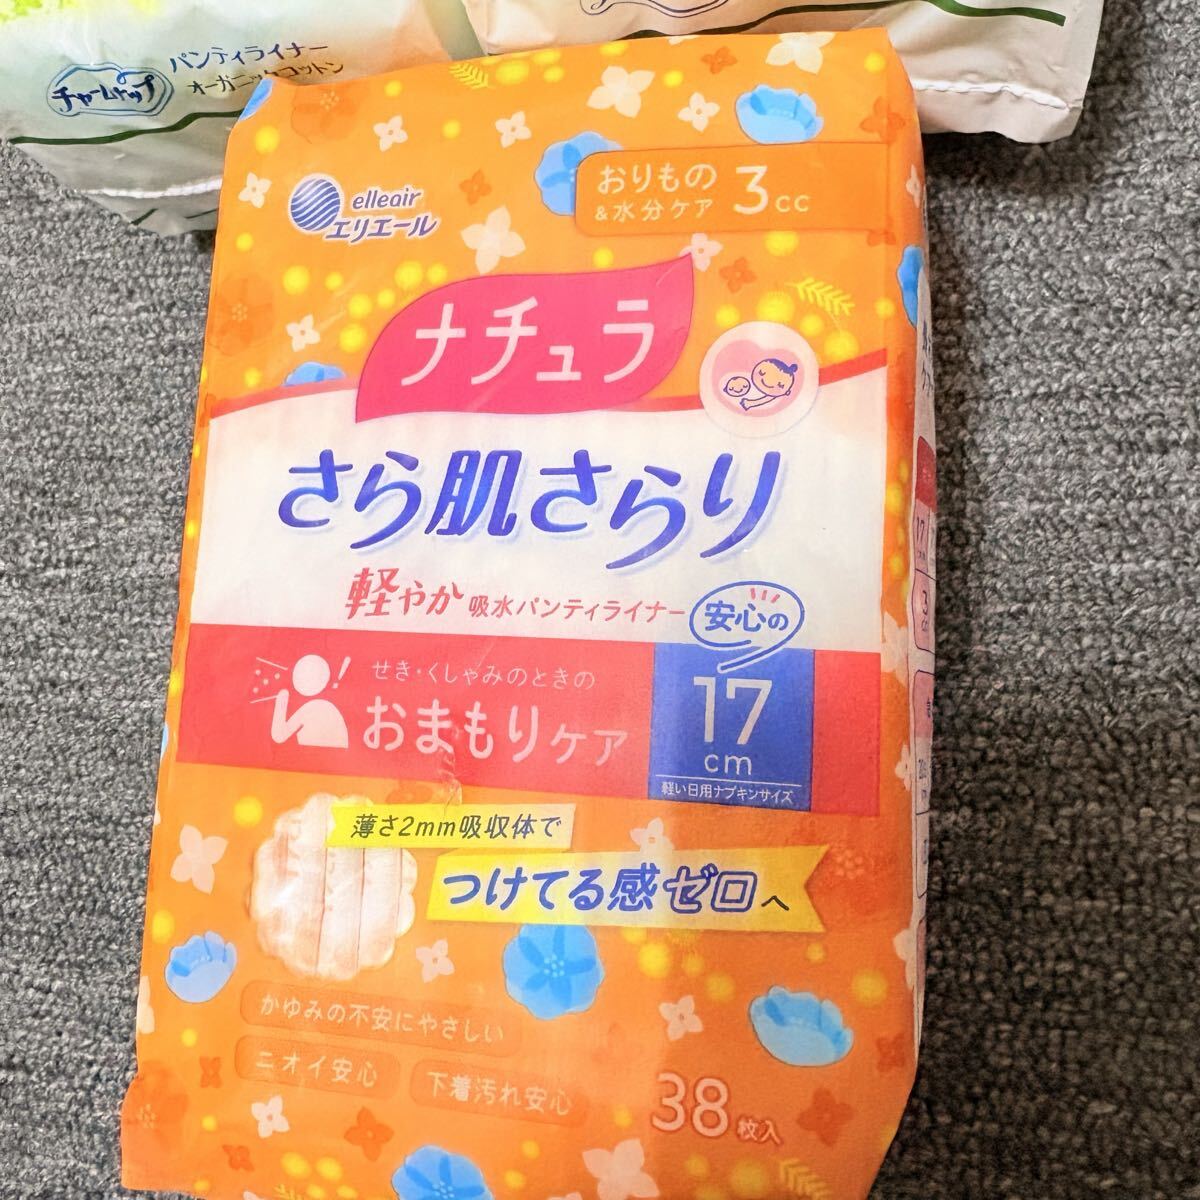 パンティライナー
オーガニックコットン
チャームナップ
elleair
エリエール
おりもの
&水分ケア
3cc
ナチュラ
さら肌さらり
軽やか 吸水パンティライナー
安心の
17
cm
軽い日用ナプキンサイズ
せき・くしゃみのときの
おまもりケア
薄さ2mm吸収体で
つけてる感ゼロへ
かゆみの不安にやさしい
ニオイ安心
下着汚れ安心
38枚入